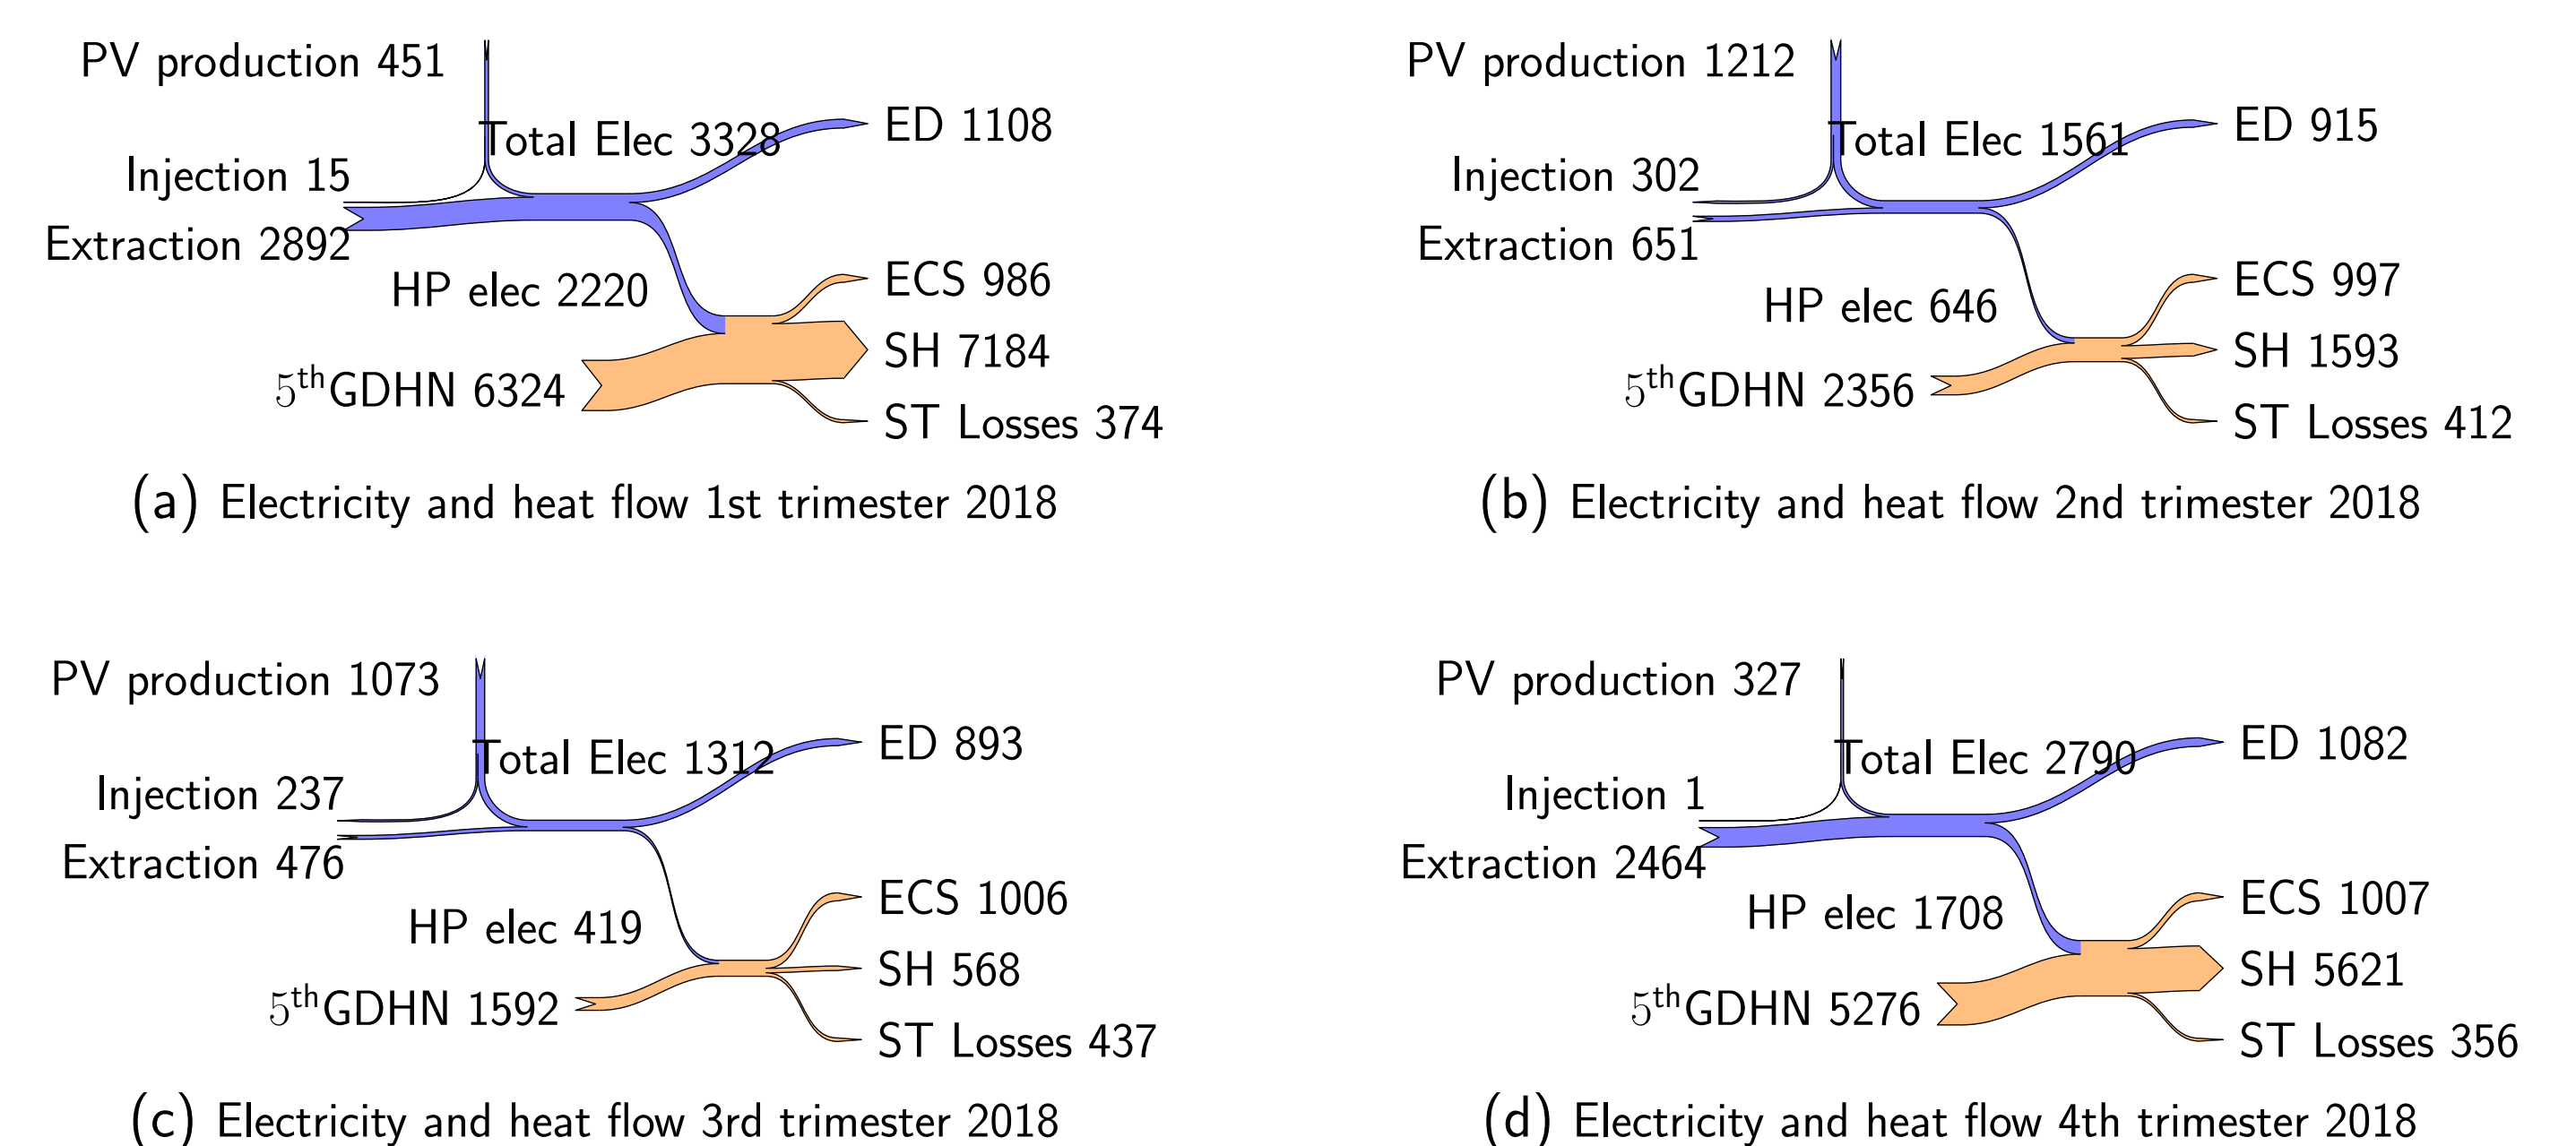 PV production 451
Total Elec 3328
ED 1108
Injection 15
Extraction 2892
HP elec 2220
ECS 986
SH 7184
5thGDHN 6324
ST Losses 374
(a) Electricity and heat flow 1st trimester 2018
PV production 1212
Total Elec 1561
ED 915
Injection 302
Extraction 651
HP elec 646
ECS 997
SH 1593
5thGDHN 2356
ST Losses 412
(b) Electricity and heat flow 2nd trimester 2018
PV production 1073
Total Elec 1312
ED 893
Injection 237
Extraction 476
HP elec 419
ECS 1006
SH 568
5thGDHN 1592
ST Losses 437
(c) Electricity and heat flow 3rd trimester 2018
PV production 327
Total Elec 2790
ED 1082
Injection 1
Extraction 2464
HP elec 1708
ECS 1007
SH 5621
5thGDHN 5276
ST Losses 356
(d) Electricity and heat flow 4th trimester 2018